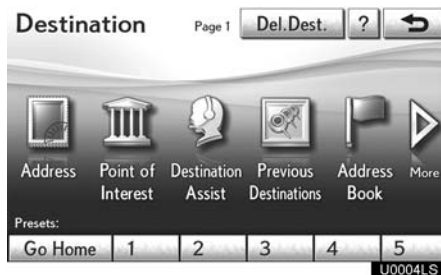 Destination Page 1 Del.Dest. ?
Address Point of Interest Destination Assist Previous Destinations Address Book More
Presets:
Go Home 1 2 3 4 5
U0004LS